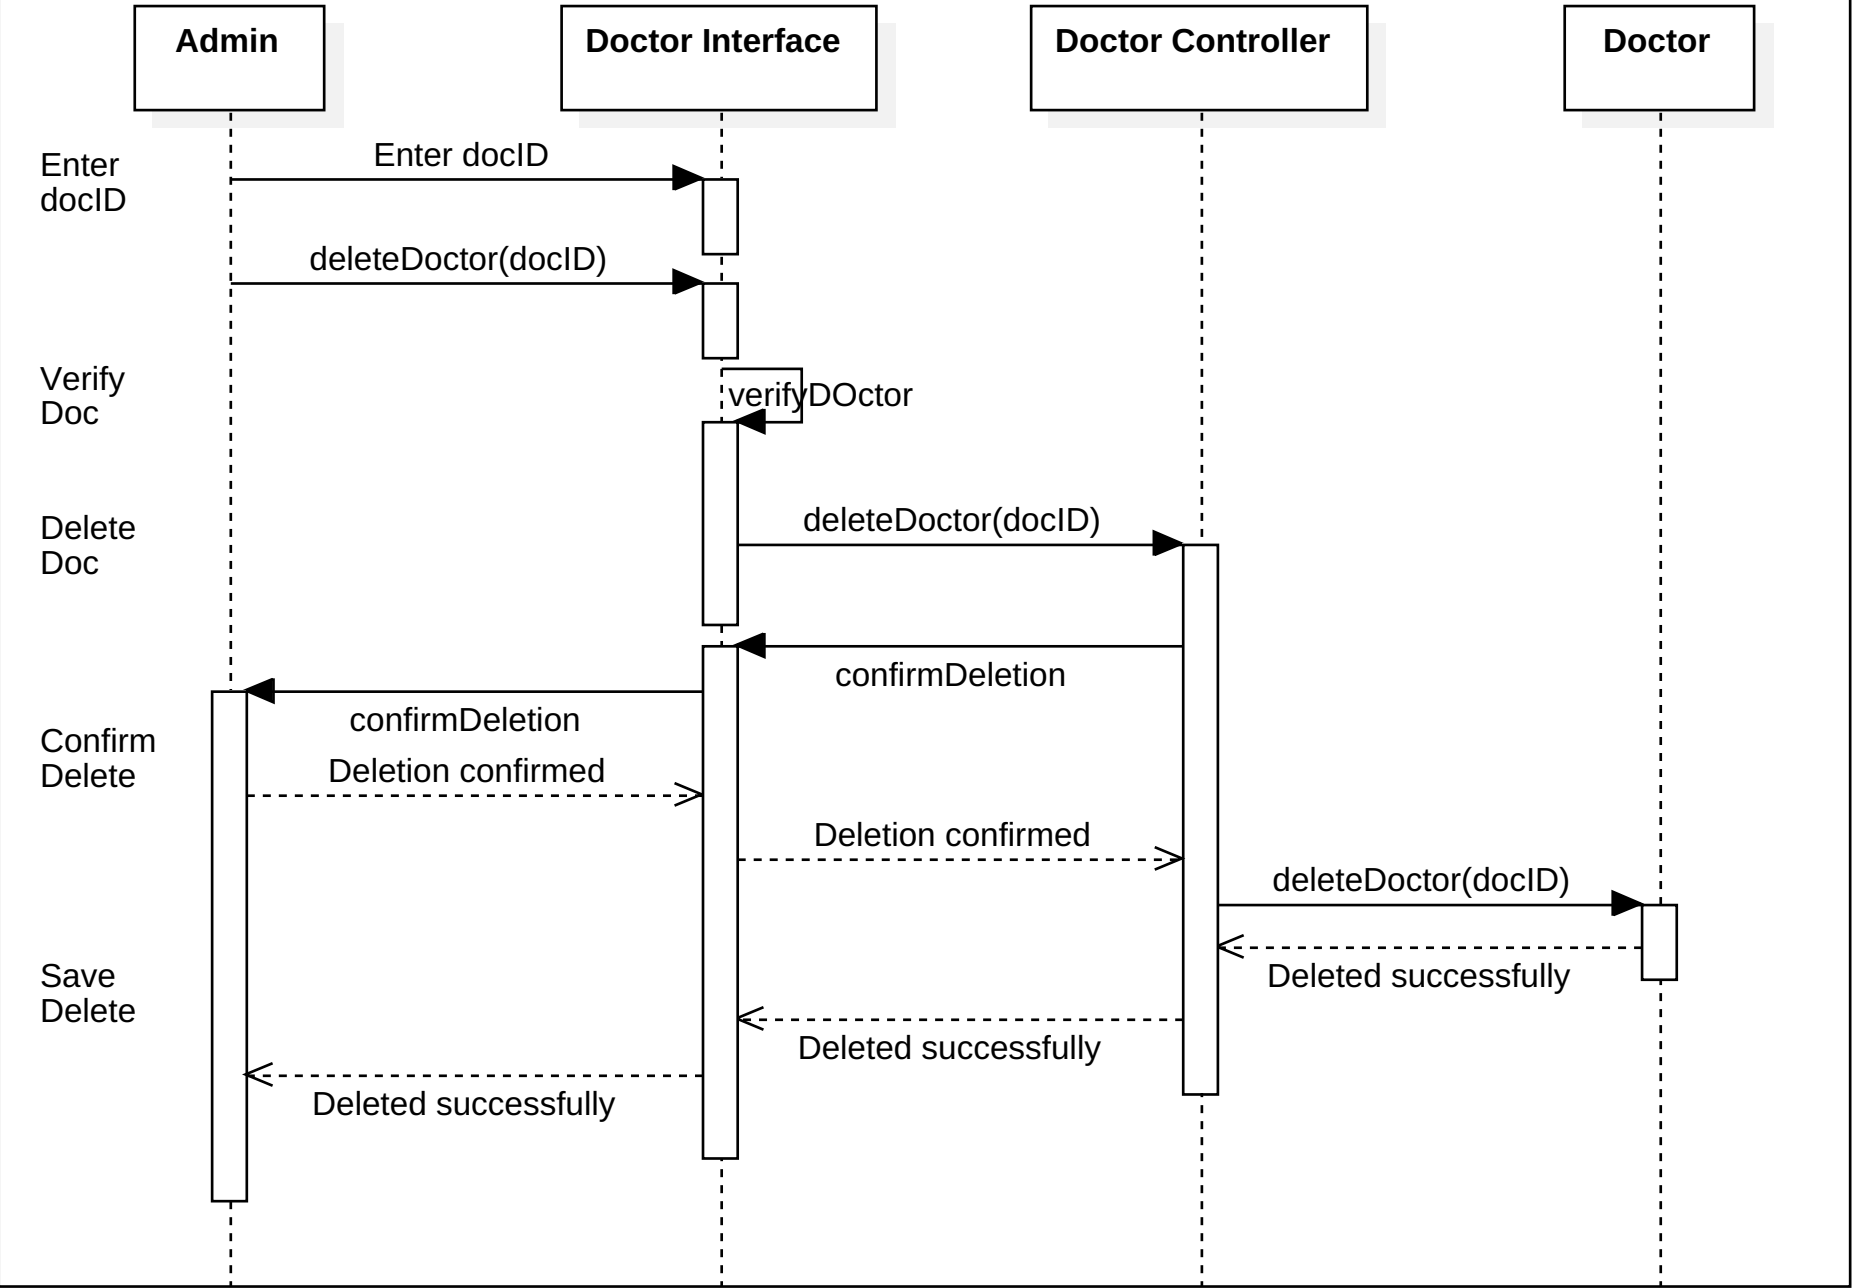 Admin
Doctor Interface
Doctor Controller
Doctor
Enter
docID
Enter docID
deleteDoctor(docID)
Verify
Doc
verifyDOctor
Delete
Doc
deleteDoctor(docID)
confirmDeletion
confirmDeletion
Confirm
Delete
Deletion confirmed
Deletion confirmed
deleteDoctor(docID)
Deleted successfully
Save
Delete
Deleted successfully
Deleted successfully